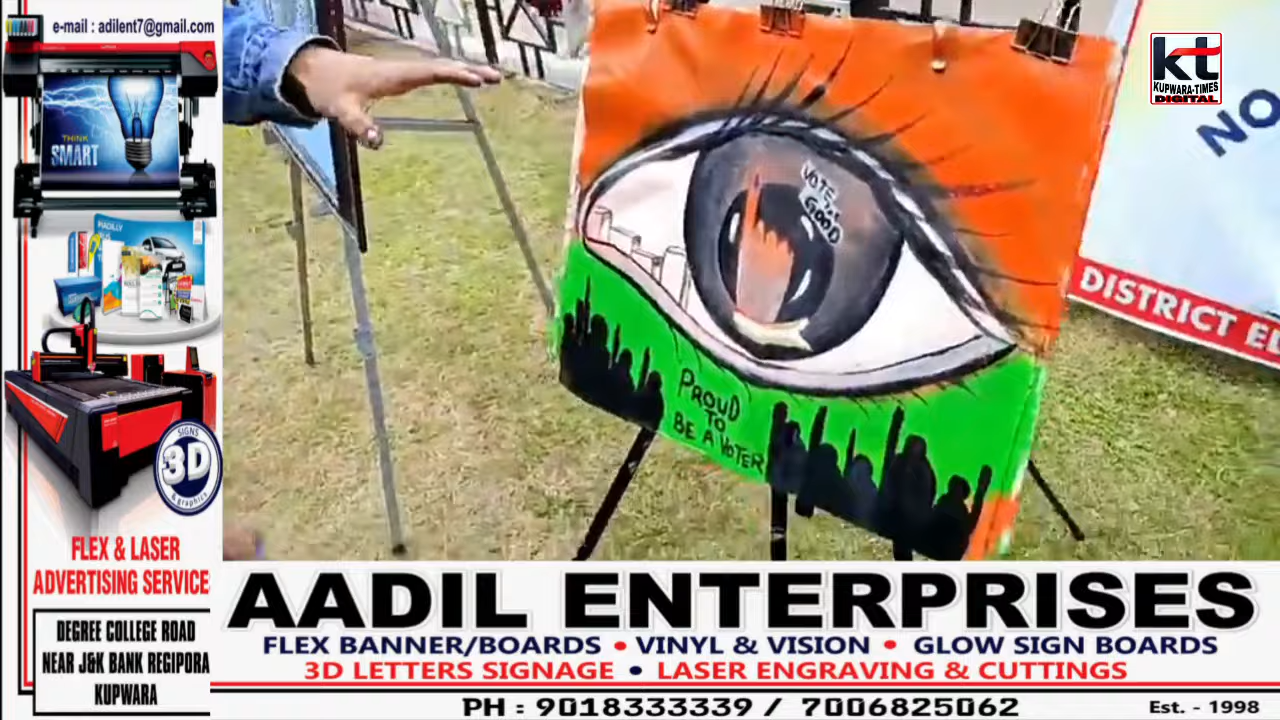 e-mail : adilent7@gmail.com
THINK
SMART
SIGNS
3D
& graphics
FLEX & LASER
ADVERTISING SERVICE
DEGREE COLLEGE ROAD
NEAR J&K BANK REGIPORA
KUPWARA
kt
KUPWARA-TIMES
DIGITAL
NO
DISTRICT EL
VOTE
GOOD
PROUD
TO
BE A VOTER
AADIL ENTERPRISES
FLEX BANNER/BOARDS • VINYL & VISION • GLOW SIGN BOARDS
3D LETTERS SIGNAGE • LASER ENGRAVING & CUTTINGS
PH : 9018333339 / 7006825062
Est. - 1998